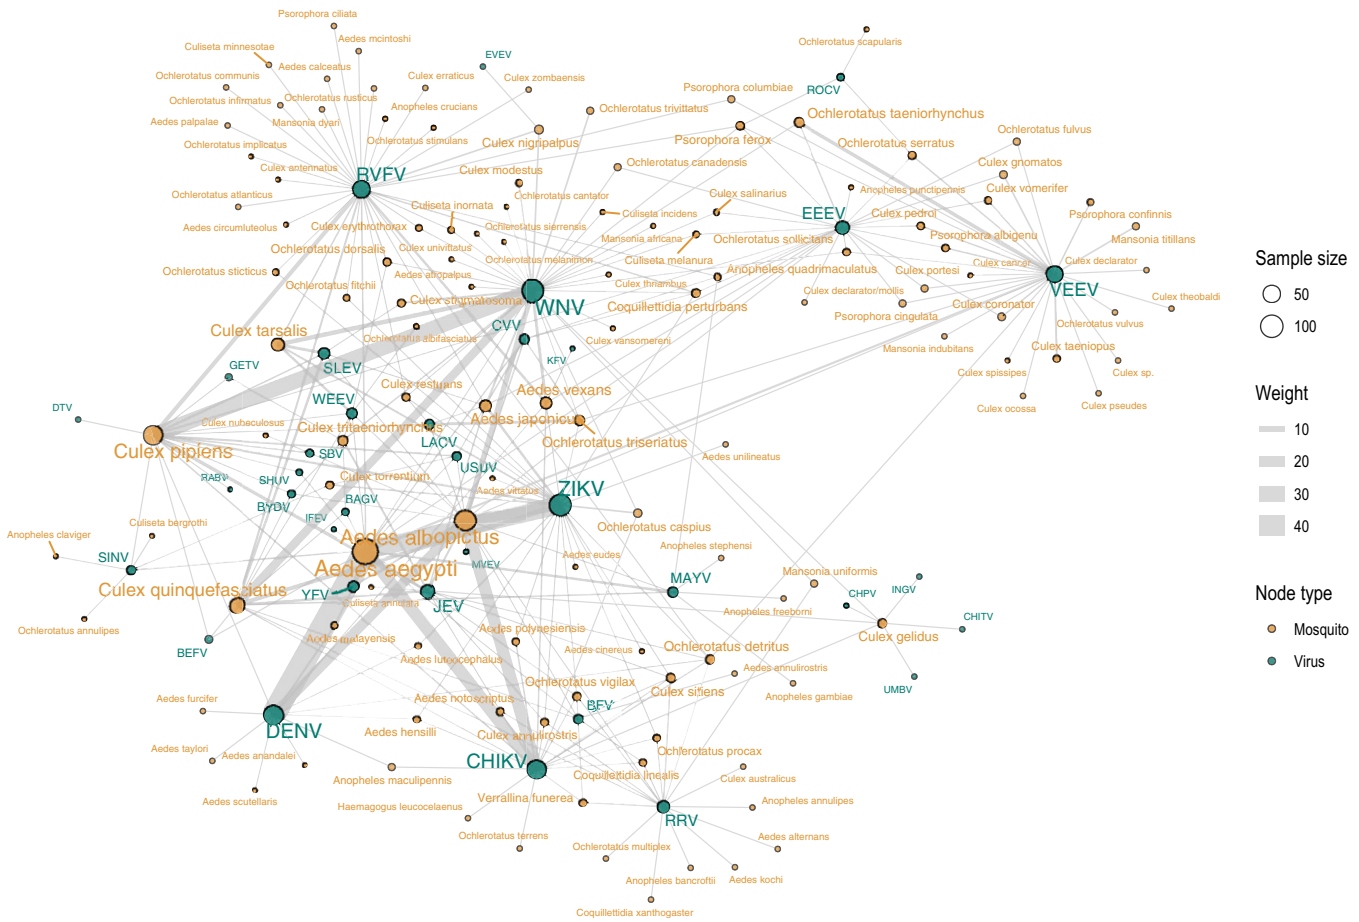 Psorophora ciliata
Culiseta minnesotae
Aedes mcintoshi
EVEV
Ochlerotatus scapularis
Ochlerotatus communis
Aedes calceatus
Culex erraticus
Culex zombaensis
Psorophora columbiae
ROCV
Ochlerotatus infirmatus
Ochlerotatus rusticus
Anopheles crucians
Ochlerotatus trivittatus
Ochlerotatus taeniorhynchus
Aedes palpalae
Mansonia dyari
Ochlerotatus stimulans
Culex nigripalpus
Psorophora ferox
Ochlerotatus serratus
Ochlerotatus fulvus
Ochlerotatus implicatus
Culex antennatus
RVFV
Culex modestus
Ochlerotatus canadensis
Culex gnomatos
Ochlerotatus atlanticus
Ochlerotatus cantator
Culex salinarius
Anopheles punctipennis
Culex vomerifer
Aedes circumluteolus
Culex erythrothorax
Culiseta inornata
Culiseta incidens
EEEV
Culex pedroi
Psorophora confinnis
Ochlerotatus dorsalis
Culex univittatus
Ochlerotatus sierrensis
Mansonia africana
Ochlerotatus sollicitans
Psorophora albigenu
Mansonia titillans
Ochlerotatus sticticus
Aedes atropalpus
Ochlerotatus melanimon
Culiseta melanura
Anopheles quadrimaculatus
Culex portesi
Culex cancer
Culex declarator
Ochlerotatus fitchii
Culex stigmatosoma
WNV
Culex thriambus
Coquillettidia perturbans
Culex declarator/mollis
Culex coronator
VEEV
Culex theobaldi
Culex tarsalis
Ochlerotatus albifasciatus
CVV
Culex vansomereni
Psorophora cingulata
Ochlerotatus vulvus
GETV
SLEV
KFV
Mansonia indubitans
Culex taeniopus
Culex restuans
Aedes vexans
Culex spissipes
Culex sp.
DTV
WEEV
Aedes japonicus
Culex ocossa
Culex pseudes
Culex nubeculosus
Culex tritaeniorhynchus
Ochlerotatus triseriatus
Culex pipiens
SBV
LACV
USUV
Aedes unilineatus
RABV
SHUV
Culex torrentium
Aedes vittatus
ZIKV
BYDV
BAGV
IFEV
Culiseta bergrothi
Ochlerotatus caspius
Anopheles claviger
Aedes albopictus
Anopheles stephensi
SINV
Aedes aegypti
MVEV
Aedes eudes
MAYV
Mansonia uniformis
INGV
Culex quinquefasciatus
YFV
Culiseta annulata
JEV
Anopheles freeborni
CHPV
CHITV
Ochlerotatus annulipes
BEFV
Aedes malayensis
Aedes polynesiensis
Aedes cinereus
Ochlerotatus detritus
Culex gelidus
Aedes luteocephalus
Aedes annulirostris
UMBV
Aedes furcifer
Aedes notoscriptus
Ochlerotatus vigilax
Culex sitiens
Anopheles gambiae
DENV
Aedes hensilli
Culex annulirostris
BFV
Aedes taylori
Aedes anandalei
CHIKV
Ochlerotatus procax
Anopheles maculipennis
Coquillettidia linealis
Culex australicus
Aedes scutellaris
Haemagogus leucocelaenus
Verrallina funerea
RRV
Anopheles annulipes
Ochlerotatus terrens
Ochlerotatus multiplex
Aedes alternans
Anopheles bancroftii
Aedes kochi
Coquillettidia xanthogaster
Sample size
50
100
Weight
10
20
30
40
Node type
Mosquito
Virus